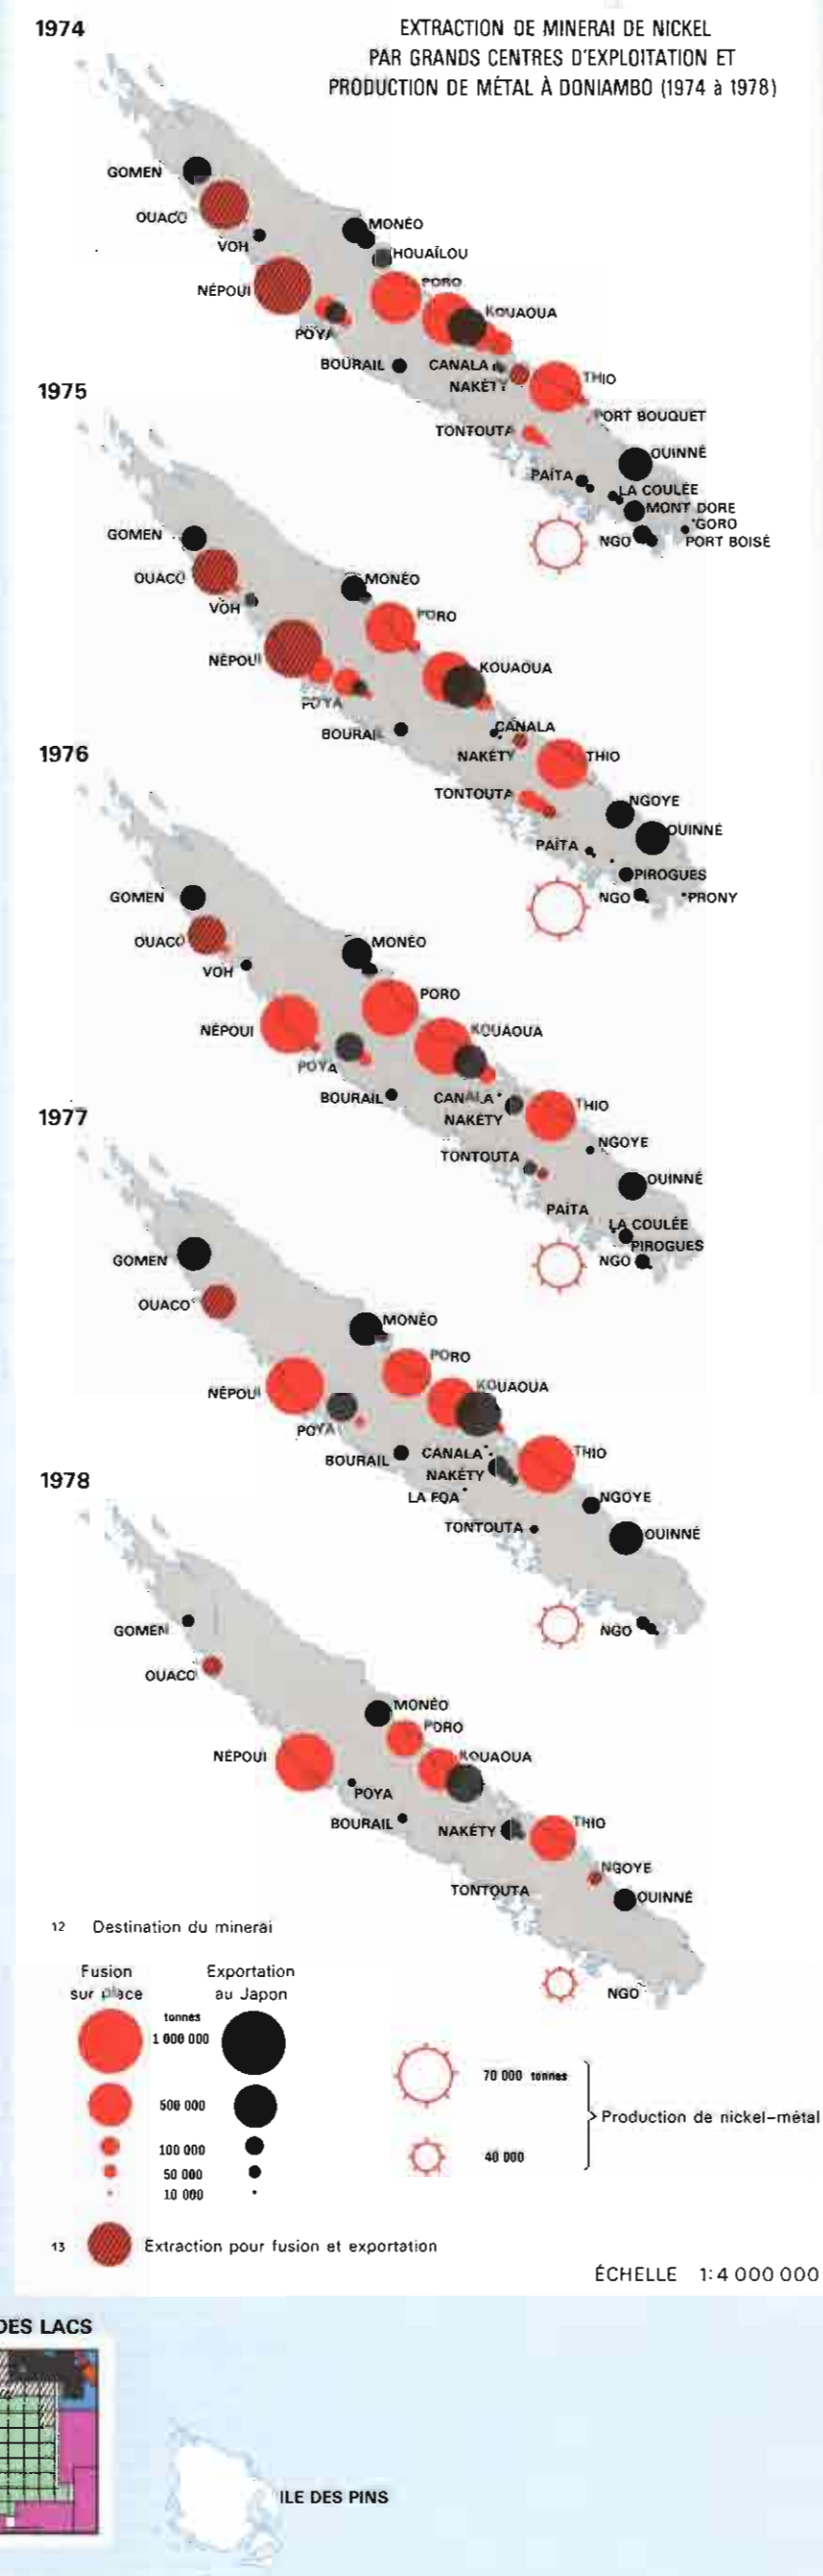 1974
EXTRACTION DE MINERAI DE NICKEL
PAR GRANDS CENTRES D'EXPLOITATION ET
PRODUCTION DE MÉTAL À DONIAMBO (1974 à 1978)
GOMEN
OUACO
VOH
MONÉO
HOUAÏLOU
NÉPOUI
PORO
KOUAOUA
POYA
BOURAIL
CANALA
NAKÉTY
THIO
PORT BOUQUET
TONTOUTA
OUINNÉ
PAÏTA
LA COULÉE
MONT DORE
GORO
NGO
PORT BOISÉ
1975
GOMEN
OUACO
VOH
MONÉO
PORO
NÉPOUI
KOUAOUA
POYA
BOURAIL
CANALA
NAKÉTY
THIO
TONTOUTA
NGOYE
OUINNÉ
PAÏTA
PIROGUES
NGO
PRONY
1976
GOMEN
OUACO
VOH
MONÉO
PORO
NÉPOUI
KOUAOUA
POYA
BOURAIL
CANALA
NAKÉTY
THIO
NGOYE
TONTOUTA
OUINNÉ
PAÏTA
LA COULÉE
PIROGUES
NGO
1977
GOMEN
OUACO
MONÉO
PORO
NÉPOUI
KOUAOUA
POYA
BOURAIL
CANALA
NAKÉTY
THIO
LA FOA
NGOYE
TONTOUTA
OUINNÉ
NGO
1978
GOMEN
OUACO
MONÉO
PORO
NÉPOUI
KOUAOUA
POYA
BOURAIL
NAKÉTY
THIO
NGOYE
TONTOUTA
OUINNÉ
NGO
12 Destination du minerai
Fusion
sur place
Exportation
au Japon
tonnes
1 000 000
500 000
100 000
50 000
10 000
70 000 tonnes
40 000
Production de nickel-métal
13 Extraction pour fusion et exportation
ÉCHELLE 1:4 000 000
DES LACS
ILE DES PINS